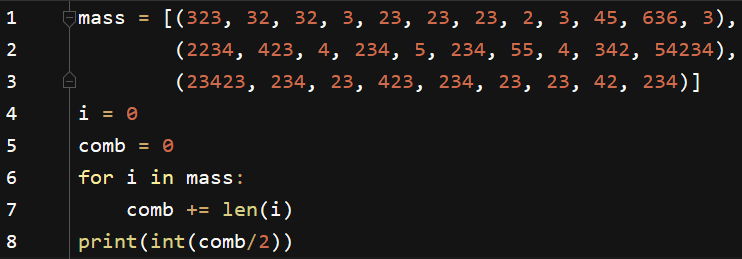 1 mass = [(323, 32, 32, 3, 23, 23, 23, 2, 3, 45, 636, 3),
2 (2234, 423, 4, 234, 5, 234, 55, 4, 342, 54234),
3 (23423, 234, 23, 423, 234, 23, 23, 42, 234)]
4 i = 0
5 comb = 0
6 for i in mass:
7 comb += len(i)
8 print(int(comb/2))